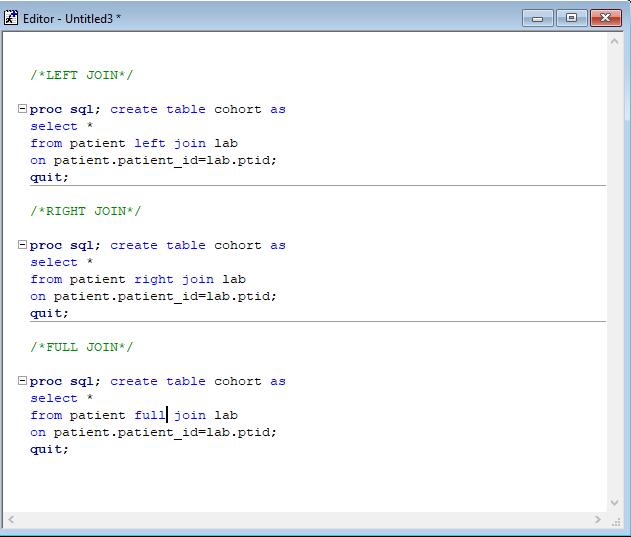 Editor - Untitled3 *
/*LEFT JOIN*/
proc sql; create table cohort as
select *
from patient left join lab
on patient.patient_id=lab.ptid;
quit;
/*RIGHT JOIN*/
proc sql; create table cohort as
select *
from patient right join lab
on patient.patient_id=lab.ptid;
quit;
/*FULL JOIN*/
proc sql; create table cohort as
select *
from patient full join lab
on patient.patient_id=lab.ptid;
quit;